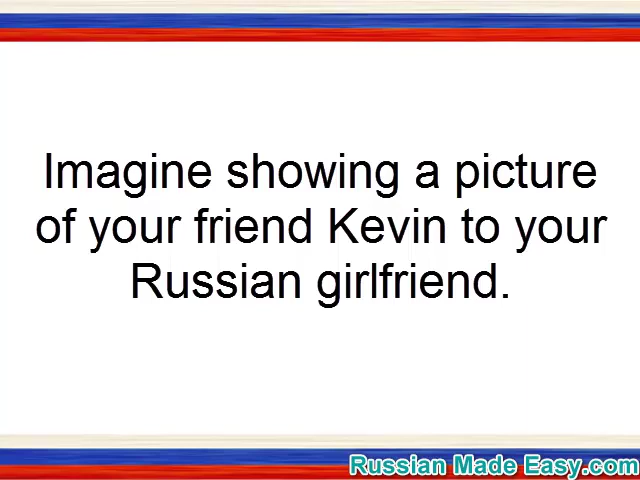 Imagine showing a picture
of your friend Kevin to your
Russian girlfriend.
Russian Made Easy.com